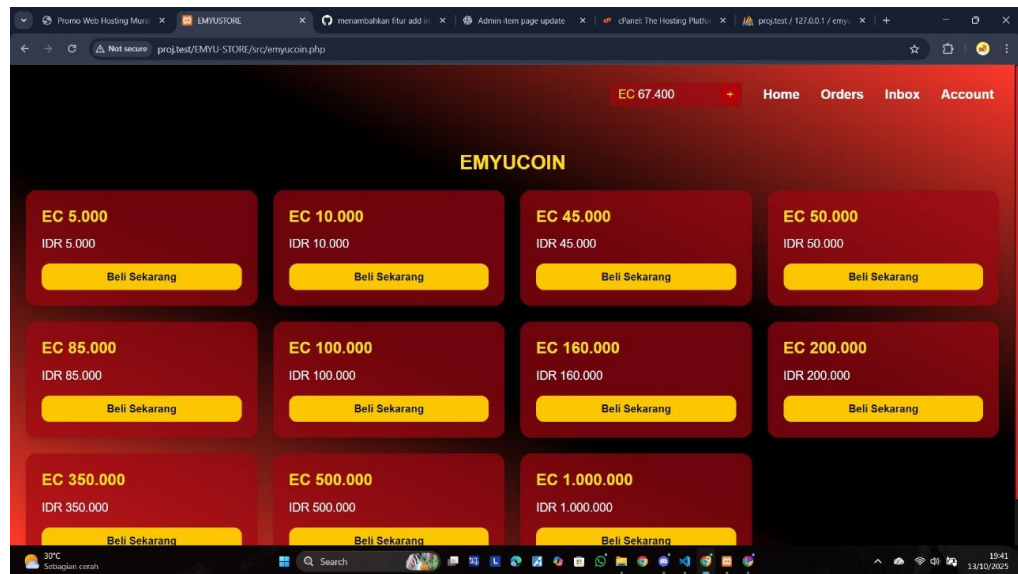 Promo Web Hosting Mura
EMYUSTORE
menambahkan fitur add in
Admin item page update
cPanel: The Hosting Platfor
proj.test / 127.0.0.1 / emyu
Not secure
proj.test/EMYU-STORE/src/emyucoin.php
EC 67.400 +
Home
Orders
Inbox
Account
EMYUCOIN
EC 5.000
IDR 5.000
Beli Sekarang
EC 10.000
IDR 10.000
Beli Sekarang
EC 45.000
IDR 45.000
Beli Sekarang
EC 50.000
IDR 50.000
Beli Sekarang
EC 85.000
IDR 85.000
Beli Sekarang
EC 100.000
IDR 100.000
Beli Sekarang
EC 160.000
IDR 160.000
Beli Sekarang
EC 200.000
IDR 200.000
Beli Sekarang
EC 350.000
IDR 350.000
Beli Sekarang
EC 500.000
IDR 500.000
Beli Sekarang
EC 1.000.000
IDR 1.000.000
Beli Sekarang
30°C
Sebagian cerah
Search
19:41
13/10/2025